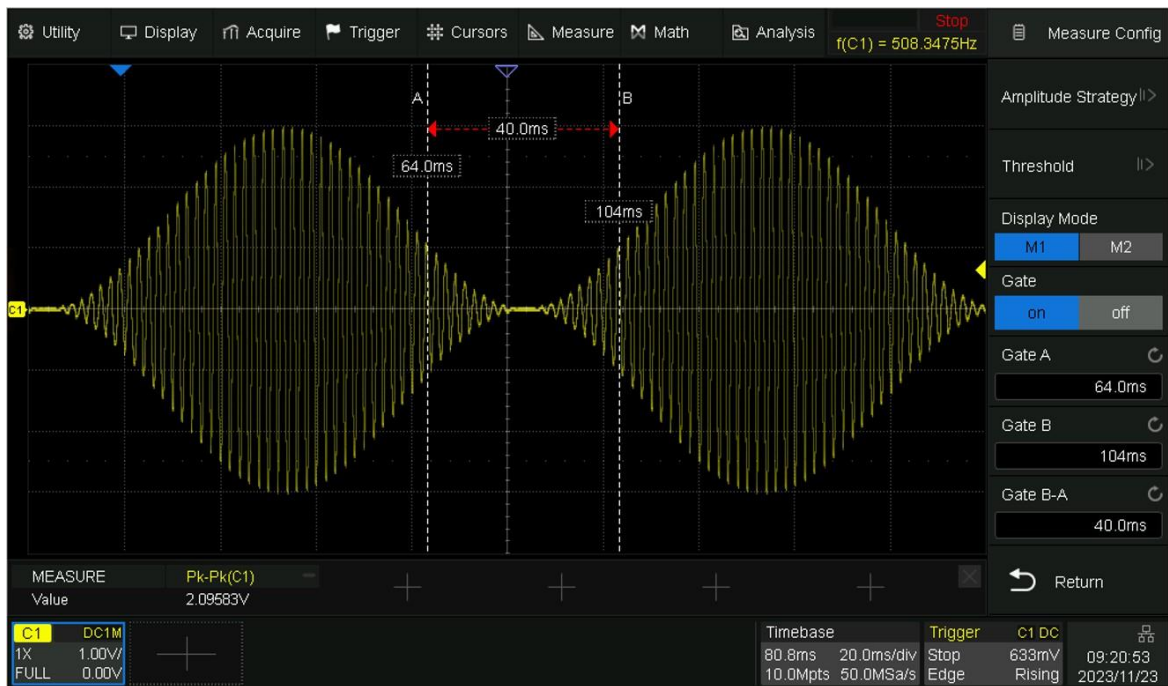 Utility Display Acquire Trigger Cursors Measure Math Analysis Stop
f(C1) = 508.3475Hz
Measure Config
Amplitude Strategy
Threshold
Display Mode
M1 M2
Gate
on off
Gate A
64.0ms
Gate B
104ms
Gate B-A
40.0ms
Return
A B
40.0ms
64.0ms
104ms
C1
MEASURE Pk-Pk(C1)
Value 2.09583V
C1 DC1M
1X 1.00V/
FULL 0.00V
Timebase
80.8ms 20.0ms/div
10.0Mpts 50.0MSa/s
Trigger C1 DC
Stop 633mV
Edge Rising
09:20:53
2023/11/23